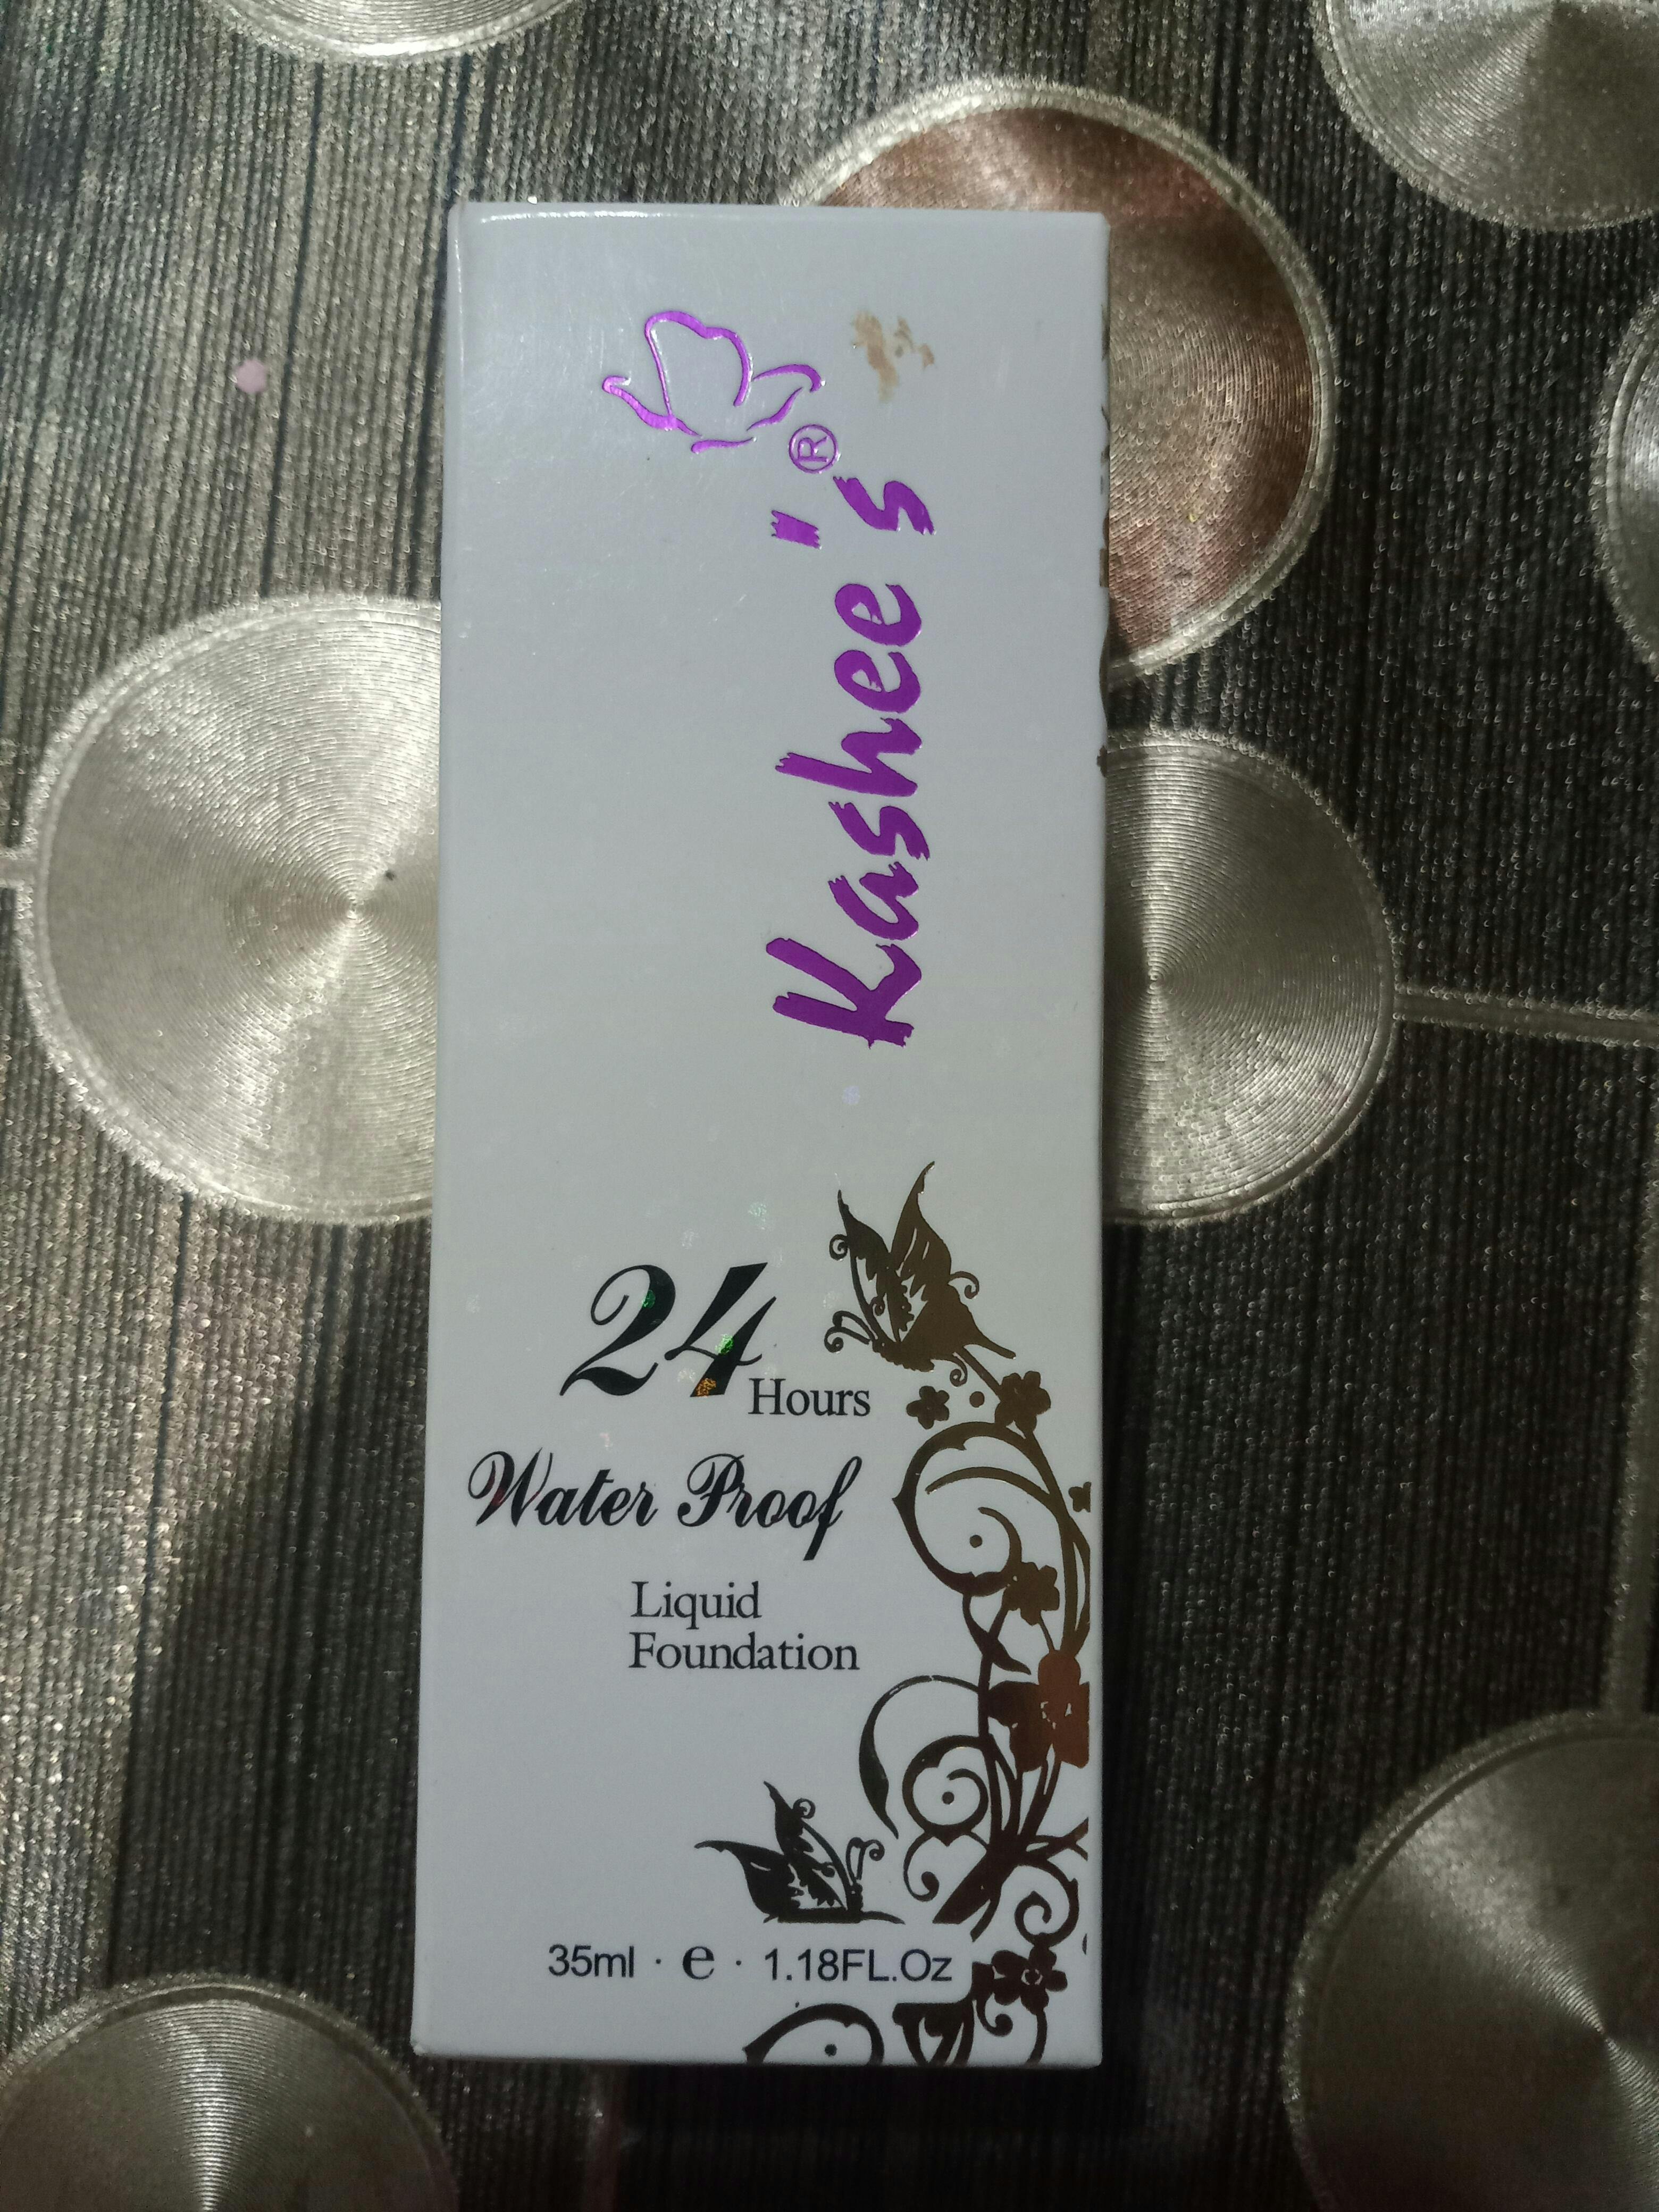 Kashee's®
24 Hours
Water Proof
Liquid
Foundation
35ml · e · 1.18FL.Oz